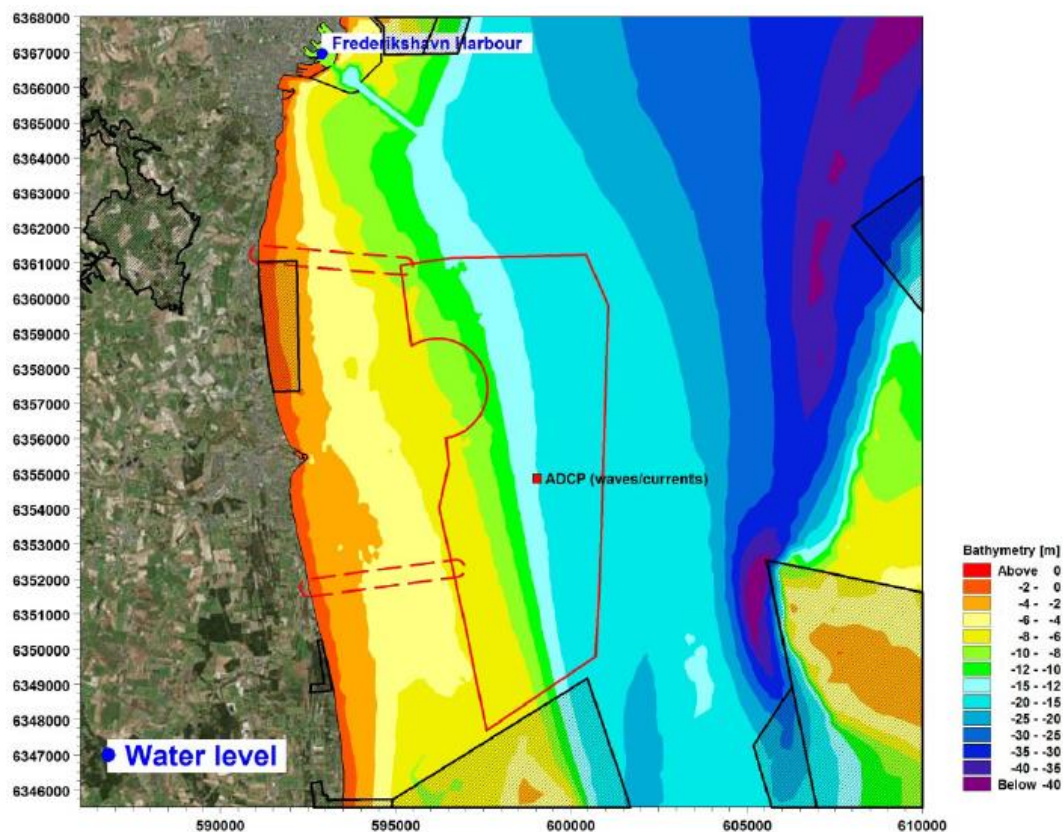 6368000
6367000
6366000
6365000
6364000
6363000
6362000
6361000
6360000
6359000
6358000
6357000
6356000
6355000
6354000
6353000
6352000
6351000
6350000
6349000
6348000
6347000
6346000
Frederikshavn Harbour
ADCP (waves/currents)
Water level
590000 595000 600000 605000 610000
Bathymetry [m]
Above 0
-2 - 0
-4 - -2
-6 - -4
-8 - -6
-10 - -8
-12 - -10
-15 - -12
-20 - -15
-25 - -20
-30 - -25
-35 - -30
-40 - -35
Below -40